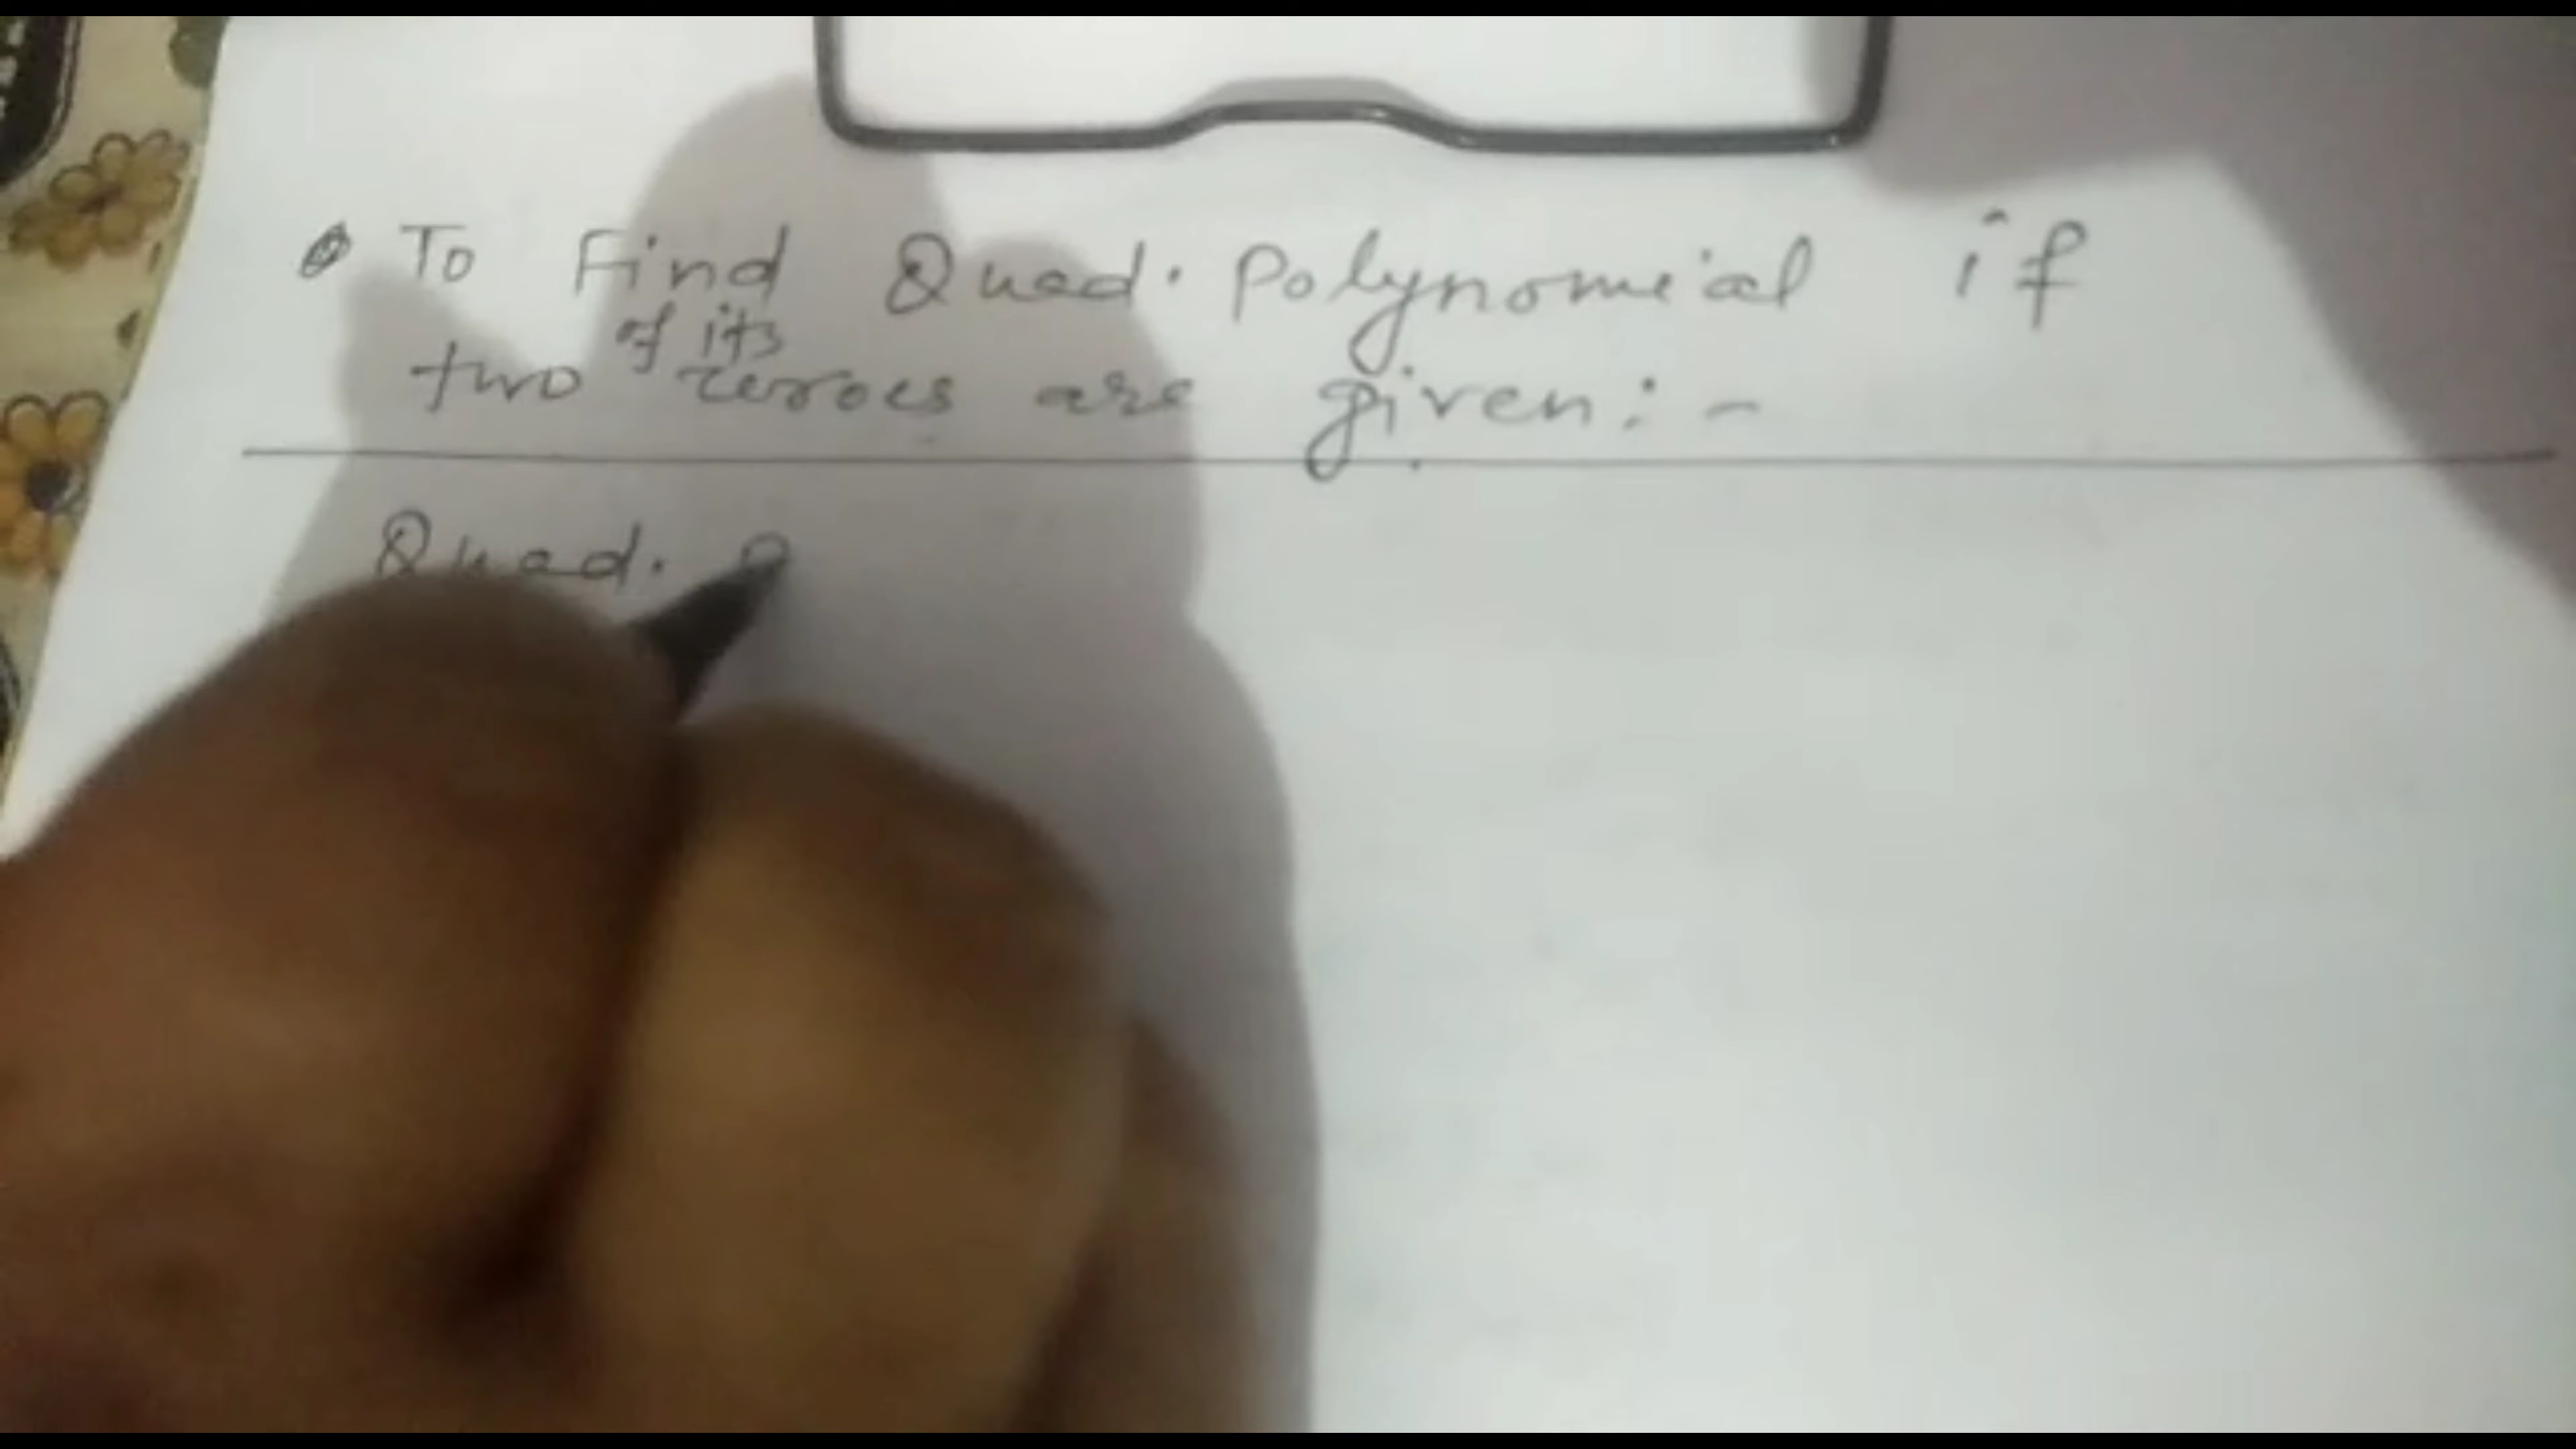 To Find Quad. Polynomial if
two of its zeroes are given:-
Quad. P